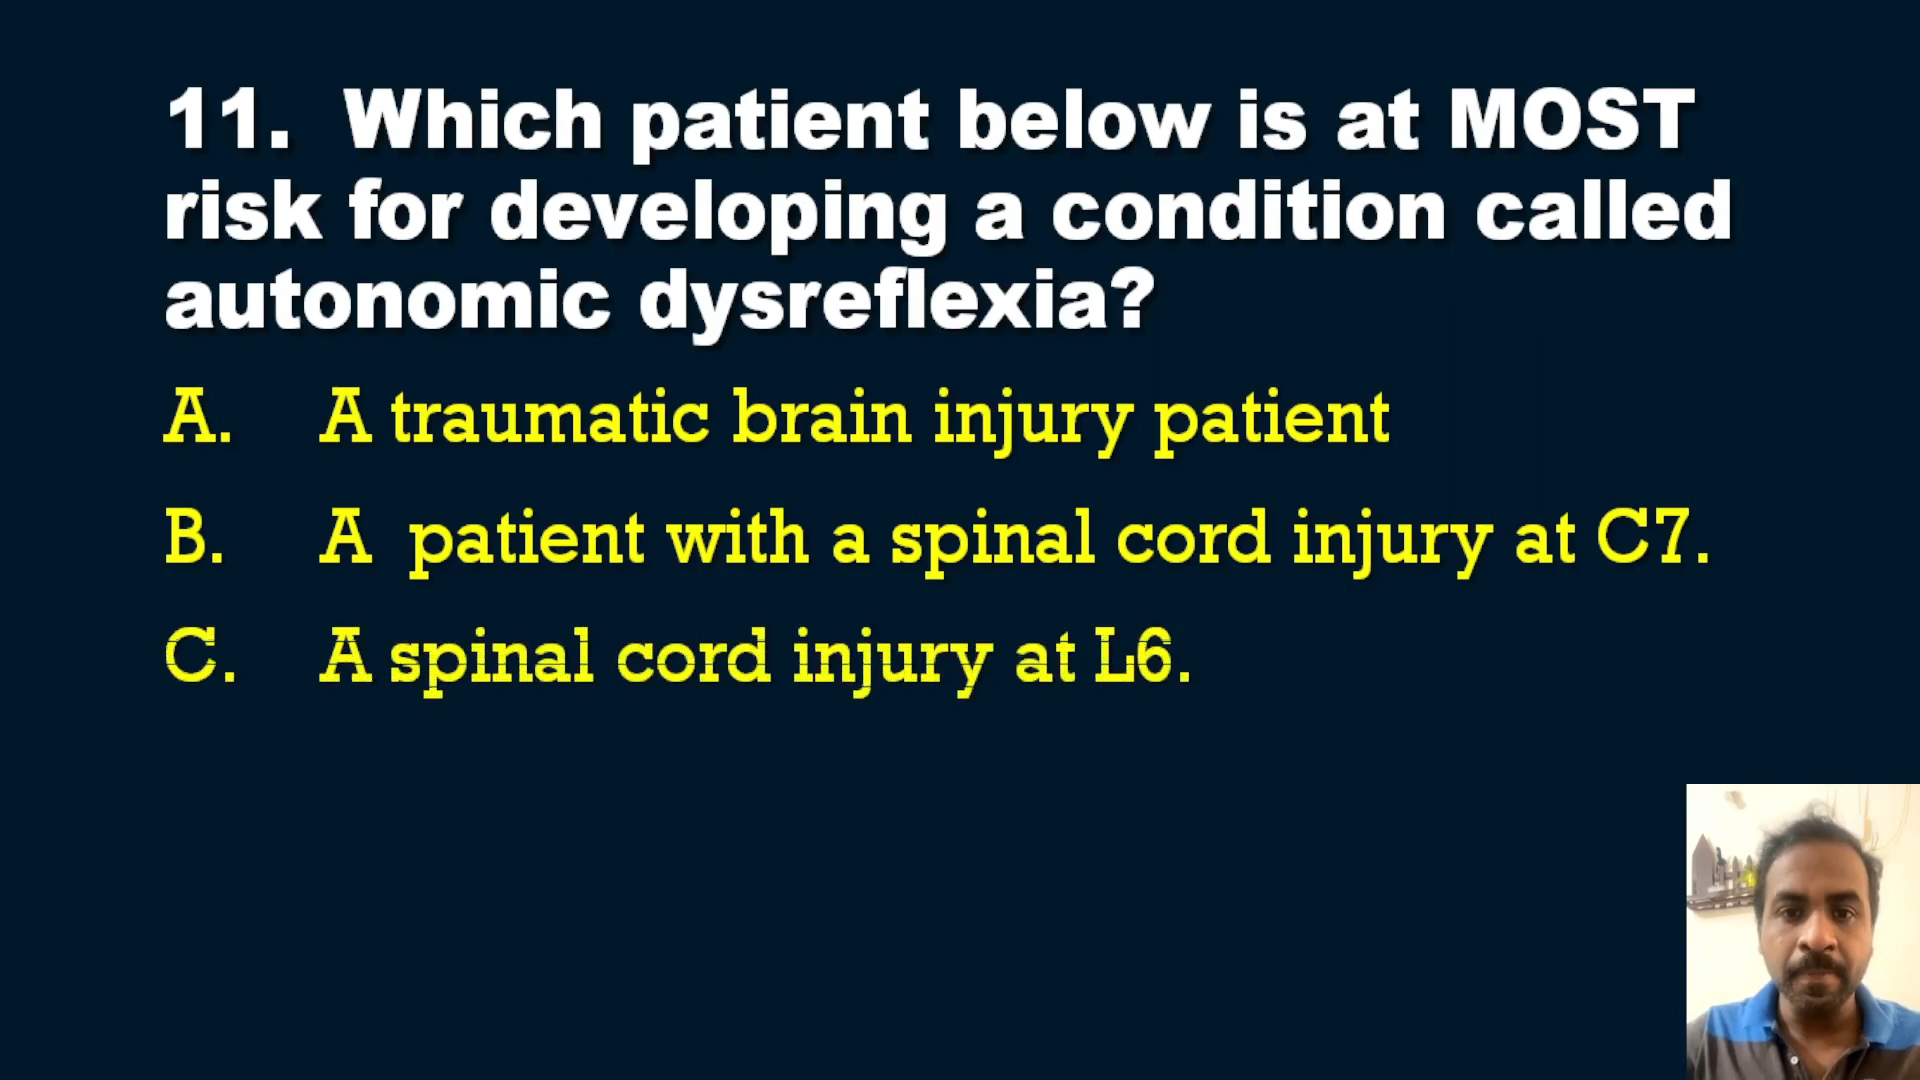 11. Which patient below is at MOST
risk for developing a condition called
autonomic dysreflexia?
A. A traumatic brain injury patient
B. A patient with a spinal cord injury at C7.
C. A spinal cord injury at L6.